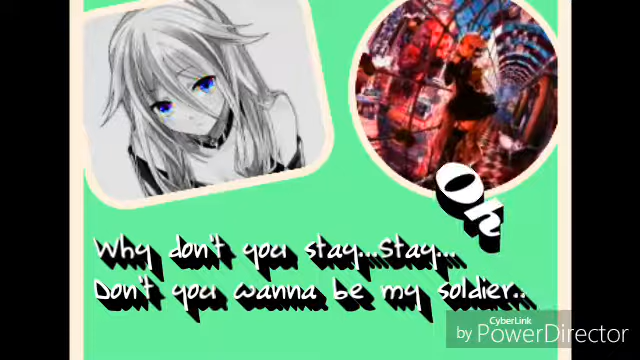 Oh
Why don't you stay...Stay....
Don't you wanna be my soldier..
CyberLink
by PowerDirector